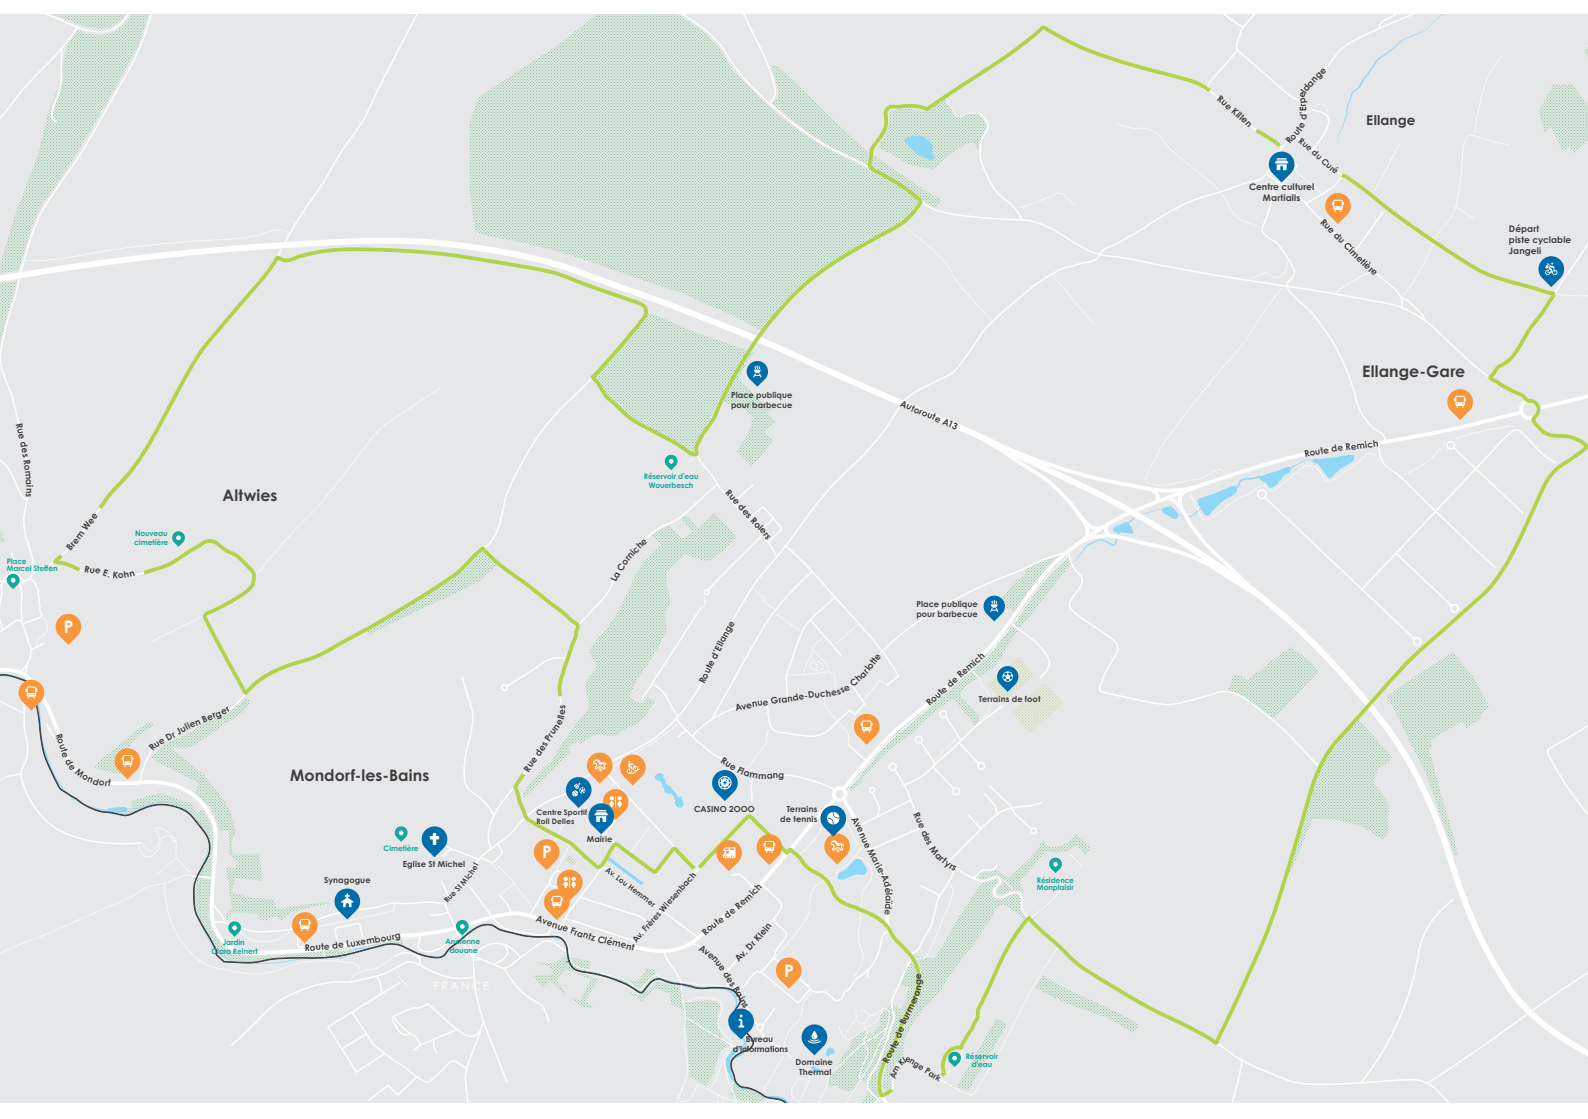 Rue Killen
Route d'Erpeldange
Ellange
Rue du Curé
Centre culturel
Martialis
Rue du Cimetière
Départ
piste cyclable
Jangeli
Ellange-Gare
Place publique
pour barbecue
Autoroute A13
Route de Remich
Rue des Romains
Réservoir d'eau
Wouerbesch
Altwies
Rue des Roiers
Brem Wee
Nouveau
cimetière
Place
Marcel Steffen
Rue E. Kohn
La Corniche
Place publique
pour barbecue
P
Route d'Ellange
Avenue Grande-Duchesse Charlotte
Route de Remich
Terrains de foot
Rue Dr Julien Berger
Route de Mondorf
Rue des Prunelles
Mondorf-les-Bains
Rue Flammang
Centre Sportif
Roll Delles
CASINO 2OOO
Terrains
de tennis
Mairie
Avenue Marie-Adélaïde
Rue des Martyrs
Cimetière
Eglise St Michel
P
Synagogue
Rue St Michel
Av. Lou Hemmer
Av. Frères Wiesenbach
Route de Remich
Résidence
Monplaisir
Jardin
Clara Reinert
Route de Luxembourg
Ancienne
douane
Avenue Frantz Clément
Av. Dr Klein
Avenue des Bains
P
FRANCE
Route de Burmerange
Bureau
d'informations
Domaine
Thermal
Réservoir
d'eau